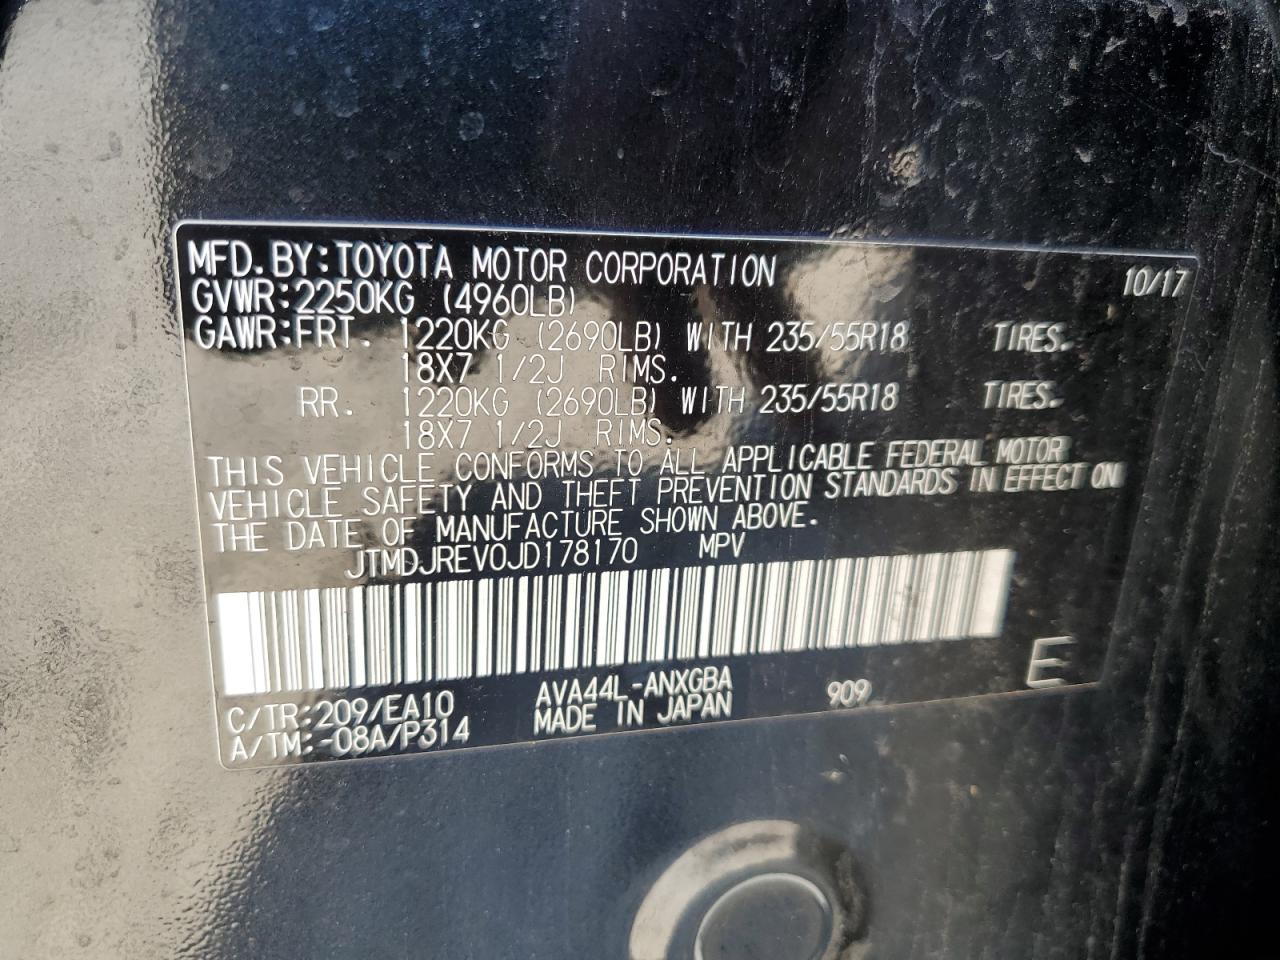 MFD. BY: TOYOTA MOTOR CORPORATION 10/17
GVWR: 2250KG (4960LB)
GAWR: FRT. 1220KG (2690LB) WITH 235/55R18 TIRES.
18X7 1/2J RIMS.
RR. 1220KG (2690LB) WITH 235/55R18 TIRES.
18X7 1/2J RIMS.
THIS VEHICLE CONFORMS TO ALL APPLICABLE FEDERAL MOTOR
VEHICLE SAFETY AND THEFT PREVENTION STANDARDS IN EFFECT ON
THE DATE OF MANUFACTURE SHOWN ABOVE.
JTMDJREV0JD178170 MPV
E
C/TR: 209/EA10 AVA44L-ANXGBA 909
A/TM: -08A/P314 MADE IN JAPAN